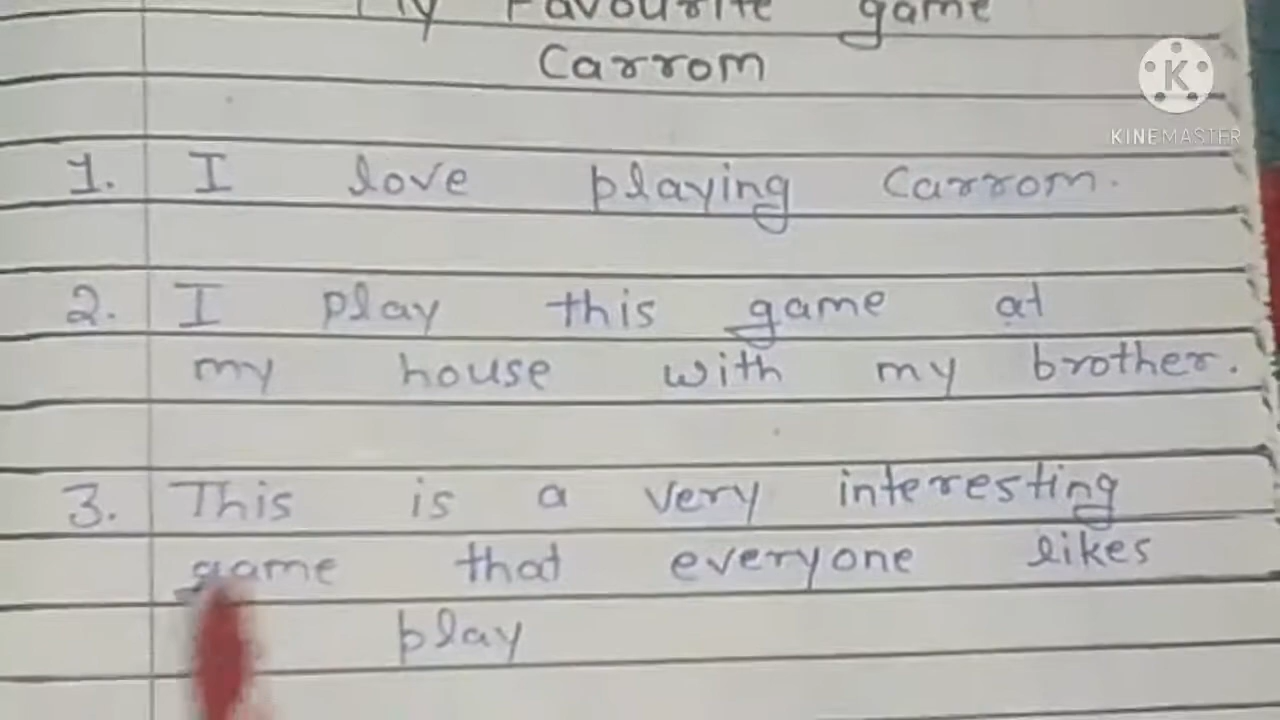 My Favourite game
Carrom
KINEMASTER
1. I love playing Carrom.
2. I play this game at
my house with my brother.
3. This is a very interesting
game that everyone likes
play